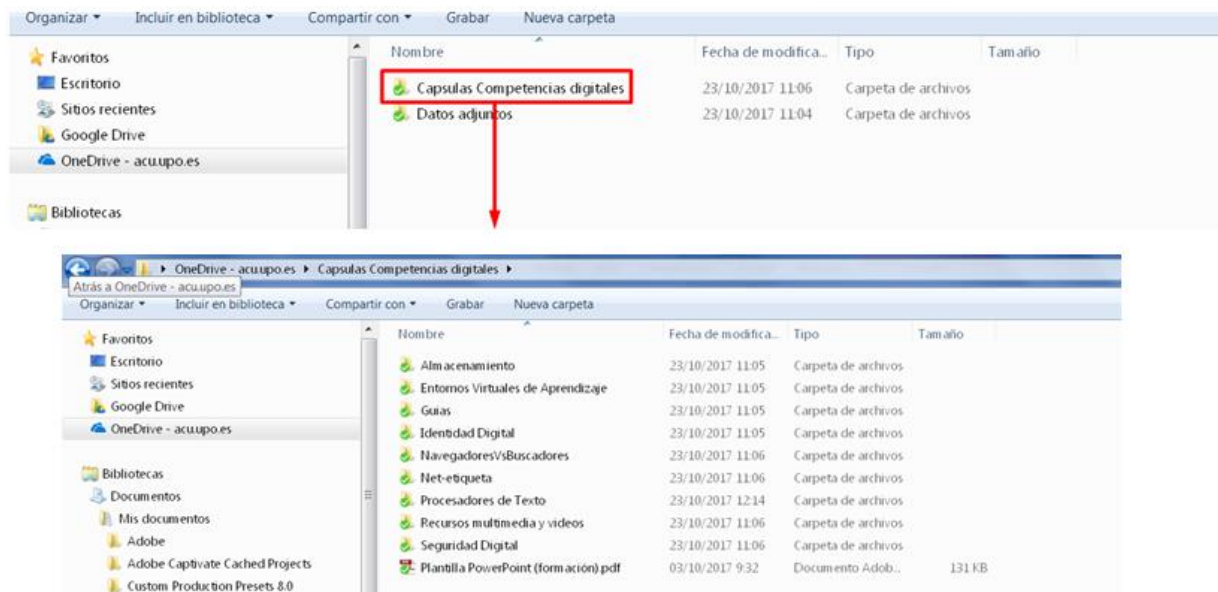 Organizar Incluir en biblioteca Compartir con Grabar Nueva carpeta
Favoritos Nombre Fecha de modifica... Tipo Tamaño
Escritorio Capsulas Competencias digitales 23/10/2017 11:06 Carpeta de archivos
Sitios recientes Datos adjuntos 23/10/2017 11:04 Carpeta de archivos
Google Drive
OneDrive - acu.upo.es
Bibliotecas
OneDrive - acu.upo.es Capsulas Competencias digitales
Atrás a OneDrive - acu.upo.es
Organizar Incluir en biblioteca Compartir con Grabar Nueva carpeta
Favoritos Nombre Fecha de modifica... Tipo Tamaño
Escritorio Almacenamiento 23/10/2017 11:05 Carpeta de archivos
Sitios recientes Entornos Virtuales de Aprendizaje 23/10/2017 11:05 Carpeta de archivos
Google Drive Guias 23/10/2017 11:05 Carpeta de archivos
OneDrive - acu.upo.es Identidad Digital 23/10/2017 11:05 Carpeta de archivos
NavegadoresVsBuscadores 23/10/2017 11:06 Carpeta de archivos
Bibliotecas Net-etiqueta 23/10/2017 11:06 Carpeta de archivos
Documentos Procesadores de Texto 23/10/2017 12:14 Carpeta de archivos
Mis documentos Recursos multimedia y videos 23/10/2017 11:06 Carpeta de archivos
Adobe Seguridad Digital 23/10/2017 11:06 Carpeta de archivos
Adobe Captivate Cached Projects Plantilla PowerPoint (formación).pdf 03/10/2017 9:32 Documento Adob... 131 KB
Custom Production Presets 8.0